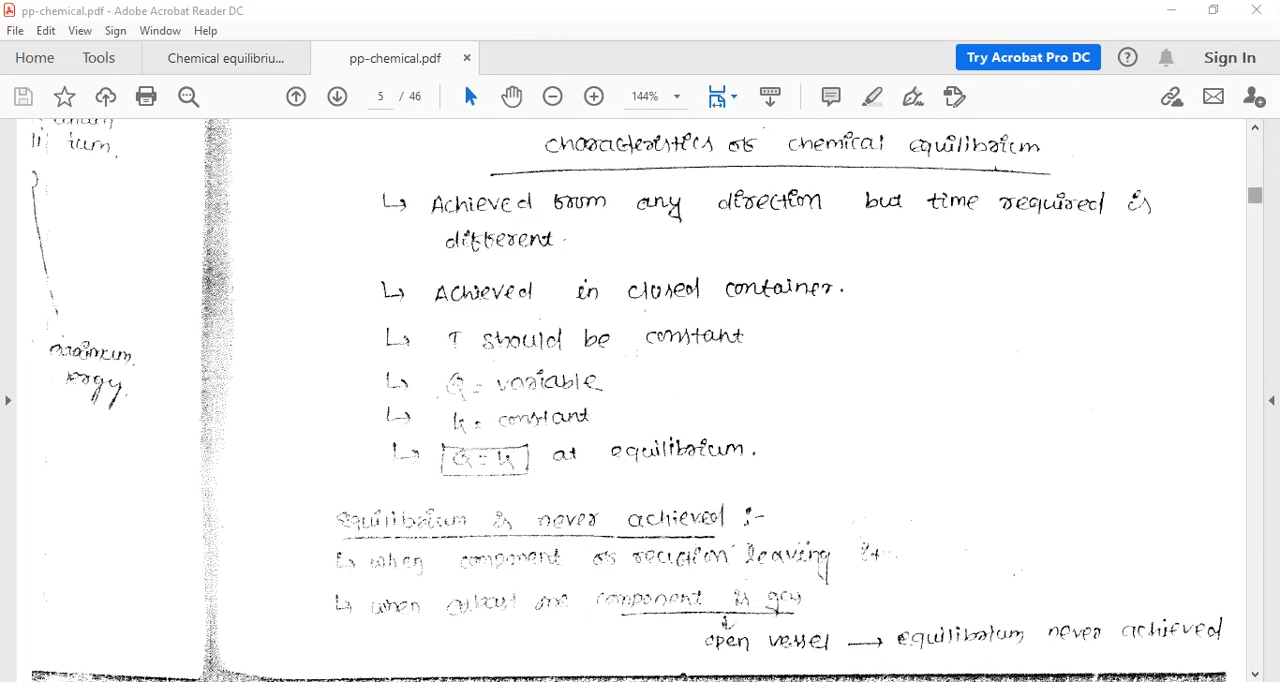 pp-chemical.pdf - Adobe Acrobat Reader DC
File Edit View Sign Window Help
Home Tools Chemical equilibriu... pp-chemical.pdf × Try Acrobat Pro DC Sign In
5 / 46 144%
characteristics of chemical equilibrium
↳ Achieved from any direction but time required is
different.
↳ Achieved in closed container.
↳ T should be constant
↳ Q = variable
↳ K = constant
↳ Q = K at equilibrium.
equilibrium is never achieved :-
↳ when component of reaction leaving it.
↳ when atleast one component is gas
↓
open vessel → equilibrium never achieved